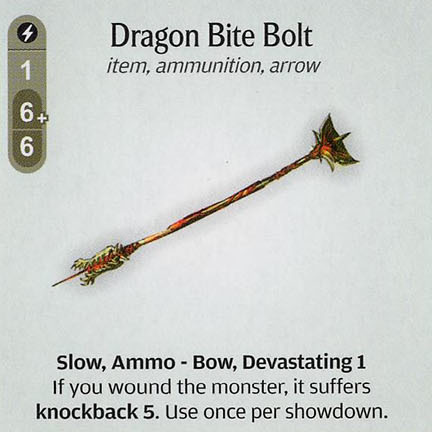 Dragon Bite Bolt
item, ammunition, arrow
1
6+
6
Slow, Ammo - Bow, Devastating 1
If you wound the monster, it suffers
knockback 5. Use once per showdown.